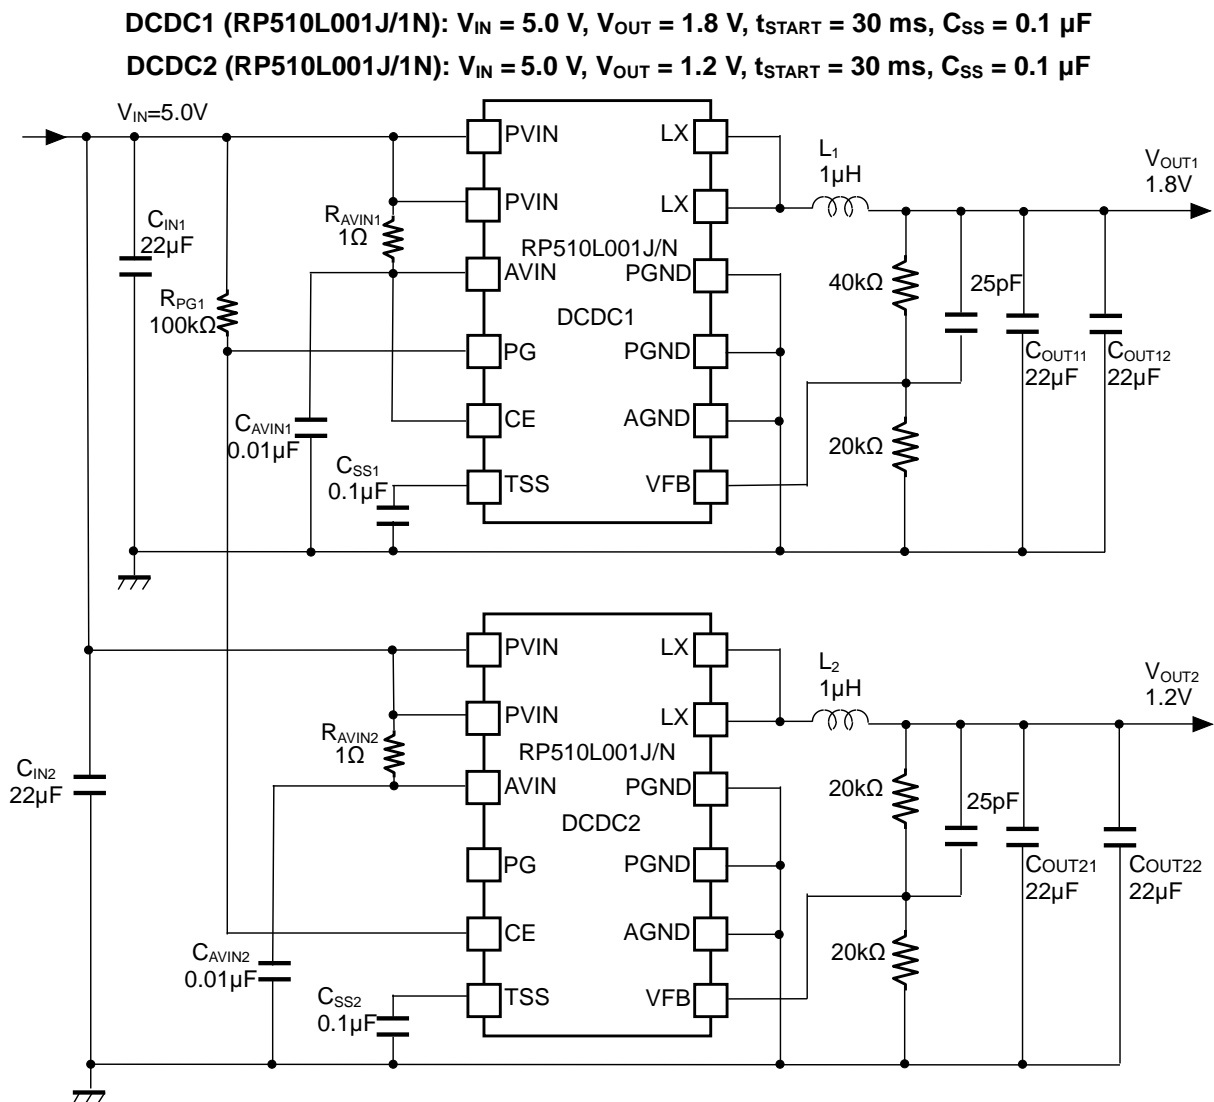 DCDC1 (RP510L001J/1N): VIN = 5.0 V, VOUT = 1.8 V, tSTART = 30 ms, CSS = 0.1 µF
DCDC2 (RP510L001J/1N): VIN = 5.0 V, VOUT = 1.2 V, tSTART = 30 ms, CSS = 0.1 µF
VIN=5.0V
PVIN
LX
L1
1µH
VOUT1
1.8V
PVIN
LX
CIN1
22µF
RAVIN1
1Ω
RP510L001J/N
AVIN
PGND
40kΩ
25pF
RPG1
100kΩ
DCDC1
PG
PGND
COUT11
22µF
COUT12
22µF
CAVIN1
0.01µF
CE
AGND
20kΩ
CSS1
0.1µF
TSS
VFB
PVIN
LX
L2
1µH
VOUT2
1.2V
PVIN
LX
RAVIN2
1Ω
RP510L001J/N
CIN2
22µF
AVIN
PGND
20kΩ
25pF
DCDC2
PG
PGND
COUT21
22µF
COUT22
22µF
CE
AGND
20kΩ
CAVIN2
0.01µF
CSS2
0.1µF
TSS
VFB